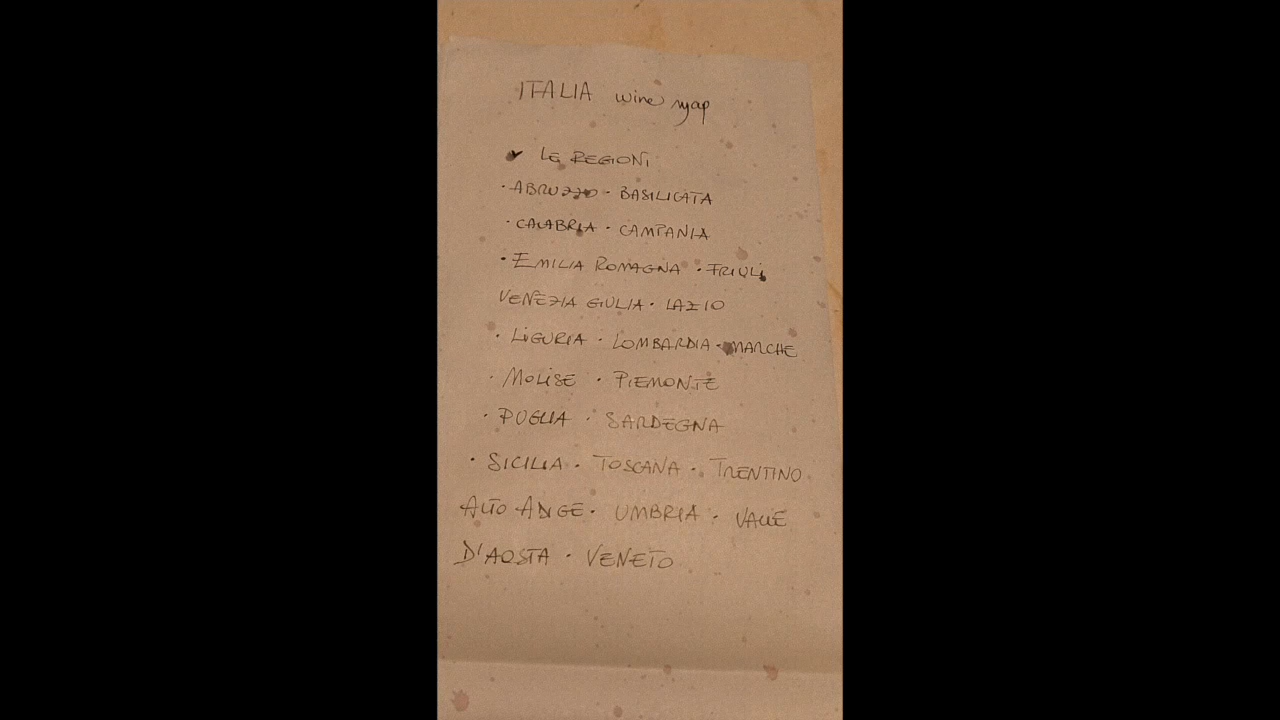 ITALIA wine map
✓ LE REGIONI
· ABRUZZO · BASILICATA
· CALABRIA · CAMPANIA
· EMILIA ROMAGNA · FRIULI
VENEZIA GIULIA · LAZIO
· LIGURIA · LOMBARDIA · MARCHE
· MOLISE · PIEMONTE
· PUGLIA · SARDEGNA
· SICILIA · TOSCANA · TRENTINO
ALTO ADIGE · UMBRIA · VALLE
D'AOSTA · VENETO